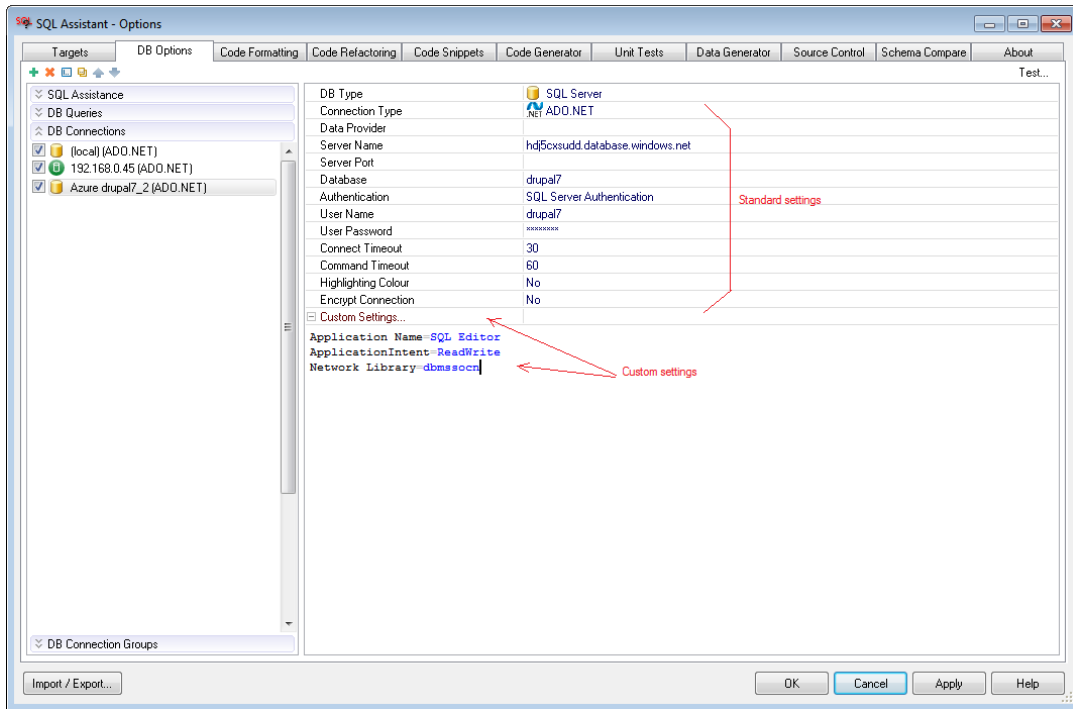 SQL Assistant - Options
Targets DB Options Code Formatting Code Refactoring Code Snippets Code Generator Unit Tests Data Generator Source Control Schema Compare About
Test...
SQL Assistance
DB Queries
DB Connections
(local) (ADO.NET)
192.168.0.45 (ADO.NET)
Azure drupal7_2 (ADO.NET)
DB Connection Groups
DB Type SQL Server
Connection Type .NET ADO.NET
Data Provider
Server Name hdj5cxsudd.database.windows.net
Server Port
Database drupal7
Authentication SQL Server Authentication
User Name drupal7
User Password xxxxxxxx
Connect Timeout 30
Command Timeout 60
Highlighting Colour No
Encrypt Connection No
Custom Settings...
Application Name=SQL Editor
ApplicationIntent=ReadWrite
Network Library=dbmssocn
Standard settings
Custom settings
Import / Export... OK Cancel Apply Help